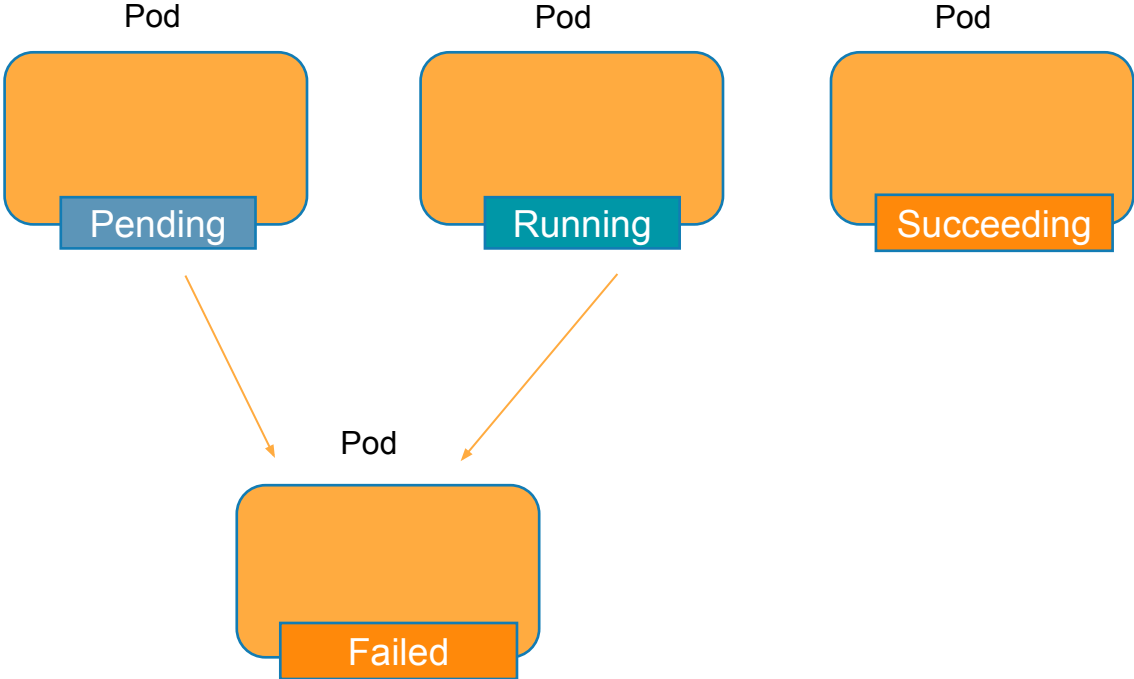 Pod
Pod
Pod
Pending
Running
Succeeding
Pod
Failed